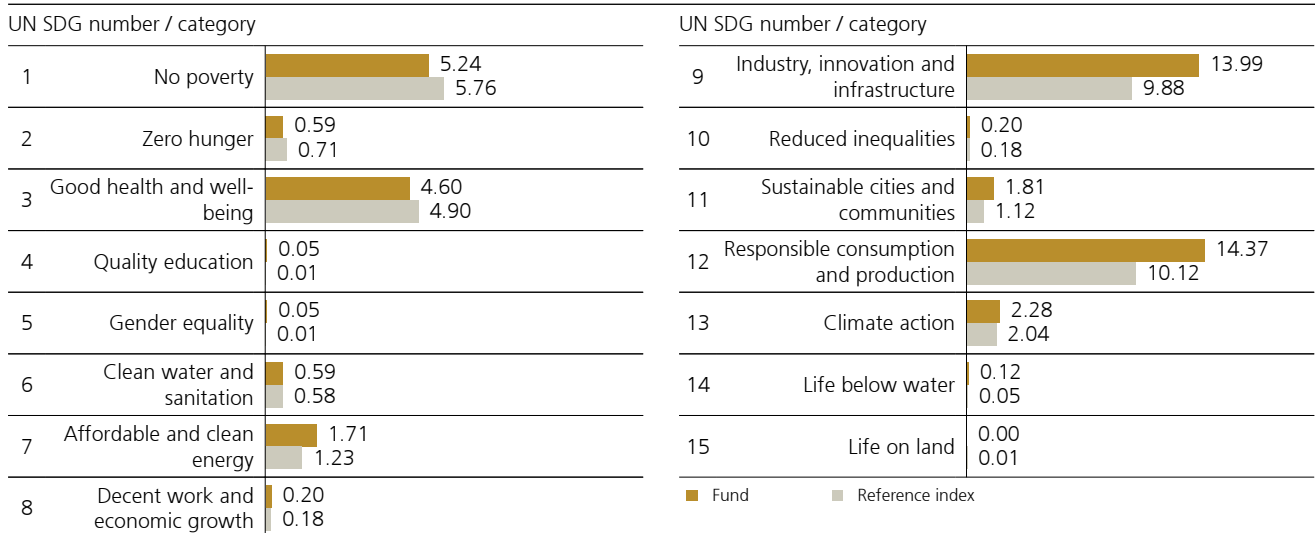 UN SDG number / category
1
No poverty
5.24
5.76
2
Zero hunger
0.59
0.71
3
Good health and well-
being
4.60
4.90
4
Quality education
0.05
0.01
5
Gender equality
0.05
0.01
6
Clean water and
sanitation
0.59
0.58
7
Affordable and clean
energy
1.71
1.23
8
Decent work and
economic growth
0.20
0.18
UN SDG number / category
9
Industry, innovation and
infrastructure
13.99
9.88
10
Reduced inequalities
0.20
0.18
11
Sustainable cities and
communities
1.81
1.12
12
Responsible consumption
and production
14.37
10.12
13
Climate action
2.28
2.04
14
Life below water
0.12
0.05
15
Life on land
0.00
0.01
Fund
Reference index